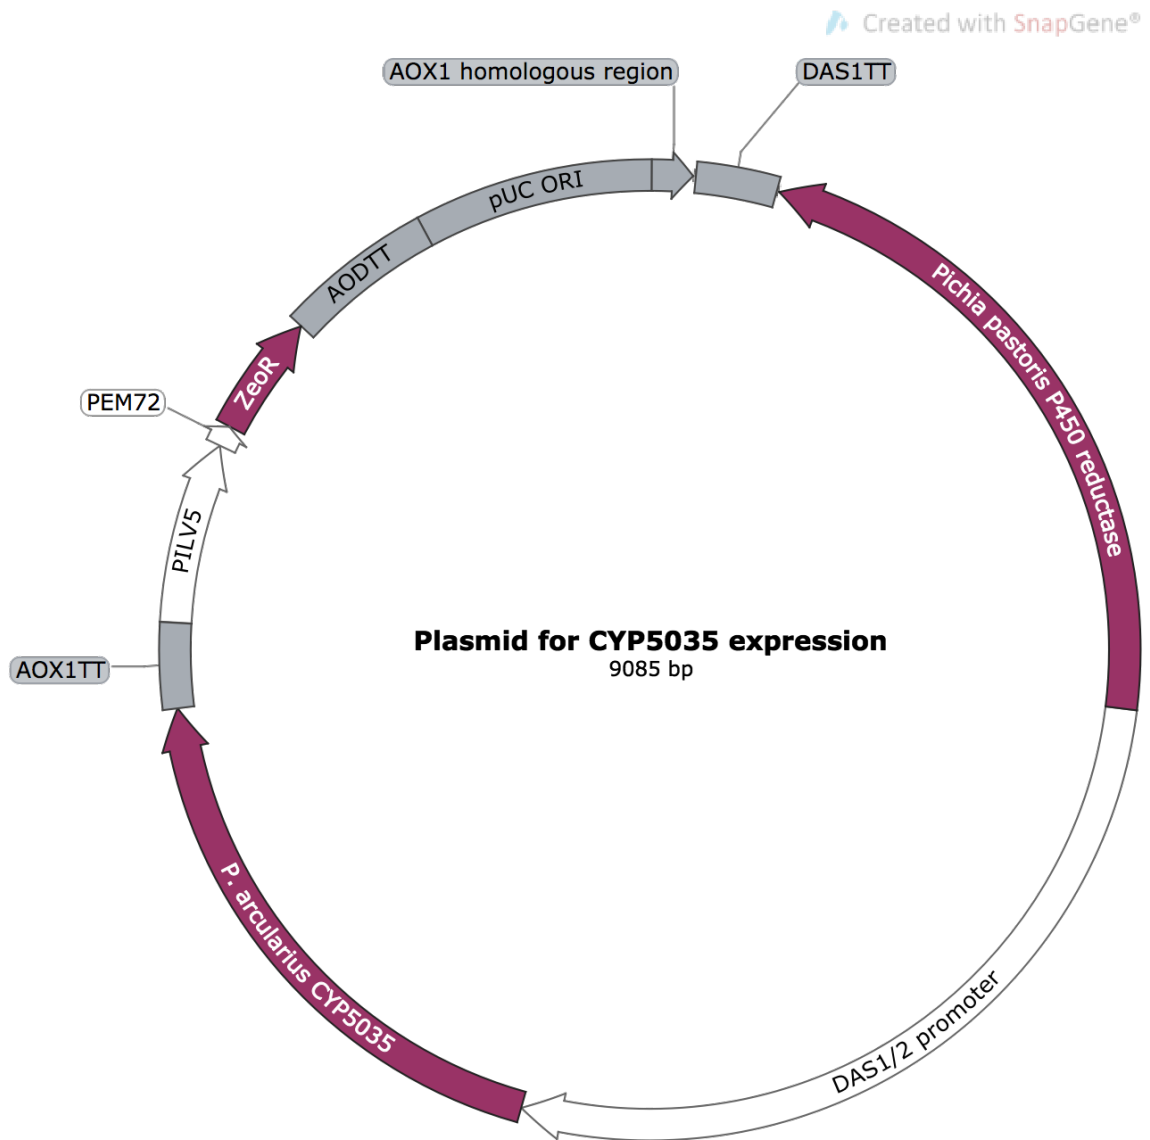 Created with SnapGene®
AOX1 homologous region
DAS1TT
pUC ORI
AODTT
Pichia pastoris P450 reductase
ZeoR
PEM72
PILV5
Plasmid for CYP5035 expression
9085 bp
AOX1TT
P. arcularius CYP5035
DAS1/2 promoter